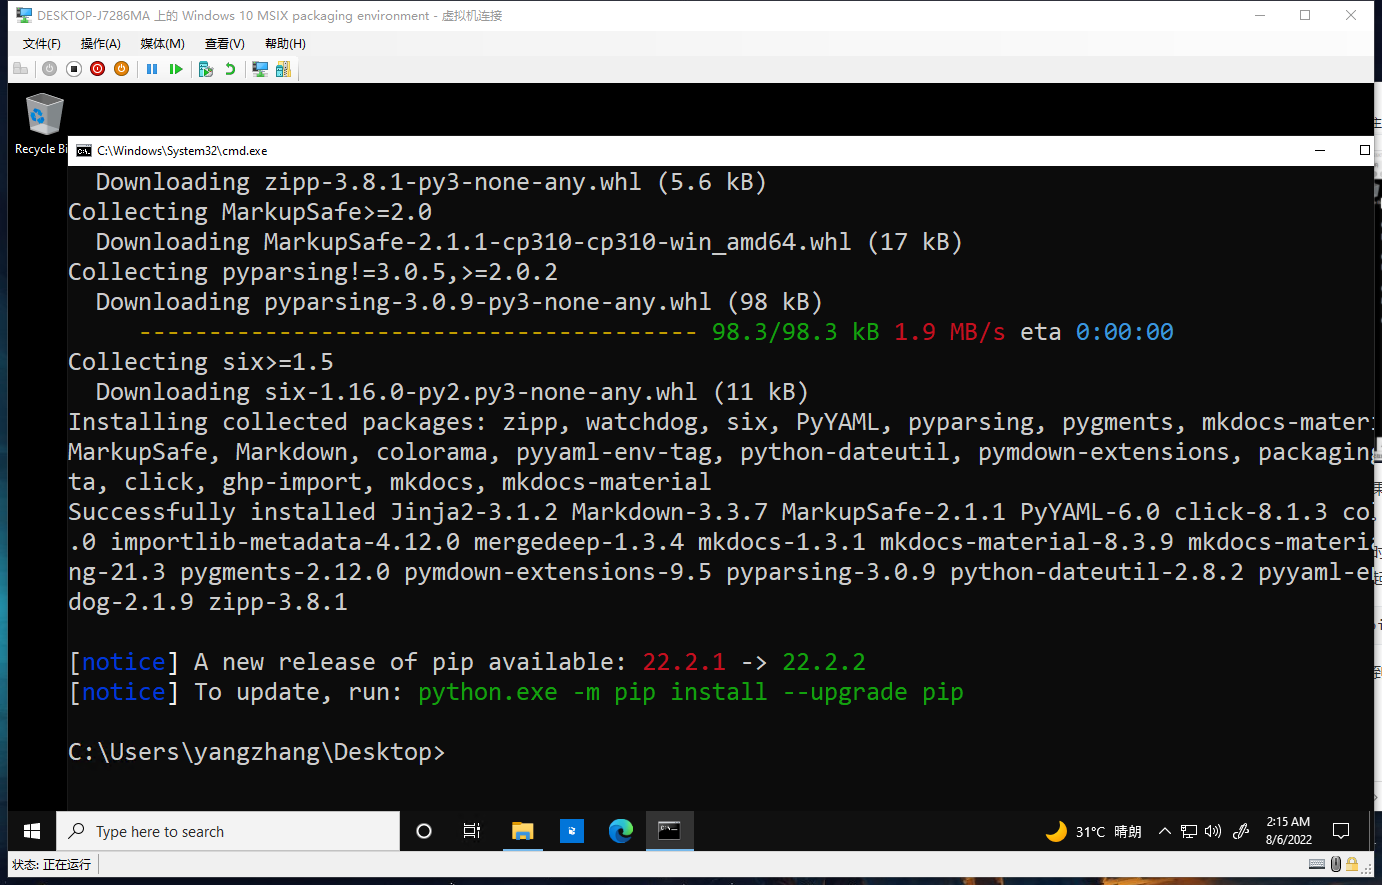 DESKTOP-J7286MA 上的 Windows 10 MSIX packaging environment - 虚拟机连接
文件(F) 操作(A) 媒体(M) 查看(V) 帮助(H)
Recycle Bi
C:\Windows\System32\cmd.exe
Downloading zipp-3.8.1-py3-none-any.whl (5.6 kB)
Collecting MarkupSafe>=2.0
Downloading MarkupSafe-2.1.1-cp310-cp310-win_amd64.whl (17 kB)
Collecting pyparsing!=3.0.5,>=2.0.2
Downloading pyparsing-3.0.9-py3-none-any.whl (98 kB)
---------------------------------------- 98.3/98.3 kB 1.9 MB/s eta 0:00:00
Collecting six>=1.5
Downloading six-1.16.0-py2.py3-none-any.whl (11 kB)
Installing collected packages: zipp, watchdog, six, PyYAML, pyparsing, pygments, mkdocs-materi
MarkupSafe, Markdown, colorama, pyyaml-env-tag, python-dateutil, pymdown-extensions, packaging
ta, click, ghp-import, mkdocs, mkdocs-material
Successfully installed Jinja2-3.1.2 Markdown-3.3.7 MarkupSafe-2.1.1 PyYAML-6.0 click-8.1.3 co
.0 importlib-metadata-4.12.0 mergedeep-1.3.4 mkdocs-1.3.1 mkdocs-material-8.3.9 mkdocs-materia
ng-21.3 pygments-2.12.0 pymdown-extensions-9.5 pyparsing-3.0.9 python-dateutil-2.8.2 pyyaml-e
dog-2.1.9 zipp-3.8.1
[notice] A new release of pip available: 22.2.1 -> 22.2.2
[notice] To update, run: python.exe -m pip install --upgrade pip
C:\Users\yangzhang\Desktop>
Type here to search
31°C 晴朗
2:15 AM
8/6/2022
状态: 正在运行